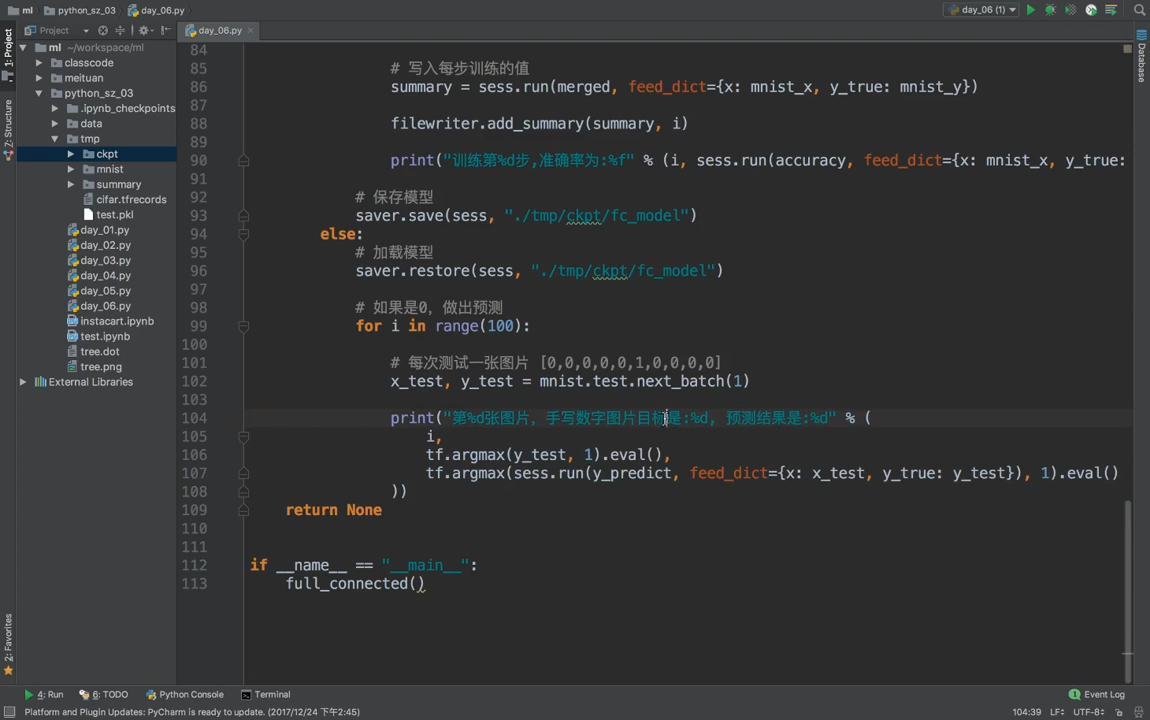 ml python_sz_03 day_06.py
day_06 (1)
Project
day_06.py
1: Project
Z: Structure
2: Favorites
Database
ml ~/workspace/ml
classcode
meituan
python_sz_03
.ipynb_checkpoints
data
tmp
ckpt
mnist
summary
cifar.tfrecords
test.pkl
day_01.py
day_02.py
day_03.py
day_04.py
day_05.py
day_06.py
instacart.ipynb
test.ipynb
tree.dot
tree.png
External Libraries
84
85 # 写入每步训练的值
86 summary = sess.run(merged, feed_dict={x: mnist_x, y_true: mnist_y})
87
88 filewriter.add_summary(summary, i)
89
90 print("训练第%d步,准确率为:%f" % (i, sess.run(accuracy, feed_dict={x: mnist_x, y_true:
91
92 # 保存模型
93 saver.save(sess, "./tmp/ckpt/fc_model")
94 else:
95 # 加载模型
96 saver.restore(sess, "./tmp/ckpt/fc_model")
97
98 # 如果是0，做出预测
99 for i in range(100):
100
101 # 每次测试一张图片 [0,0,0,0,0,1,0,0,0,0]
102 x_test, y_test = mnist.test.next_batch(1)
103
104 print("第%d张图片，手写数字图片目标是:%d, 预测结果是:%d" % (
105 i,
106 tf.argmax(y_test, 1).eval(),
107 tf.argmax(sess.run(y_predict, feed_dict={x: x_test, y_true: y_test}), 1).eval()
108 ))
109 return None
110
111
112 if __name__ == "__main__":
113 full_connected()
4: Run 6: TODO Python Console Terminal Event Log
Platform and Plugin Updates: PyCharm is ready to update. (2017/12/24 下午2:45) 104:39 LF UTF-8